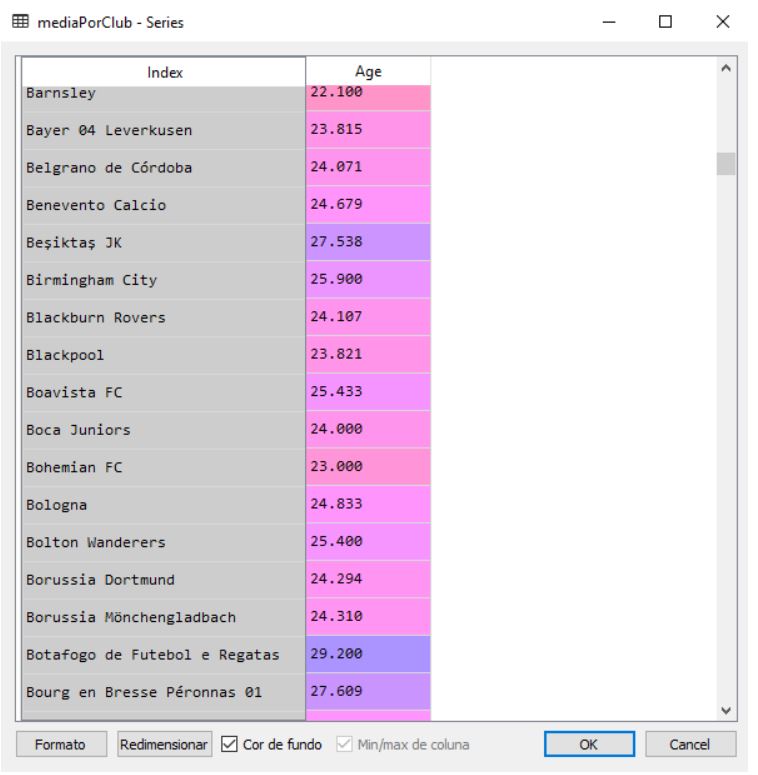 mediaPorClub - Series
Index Age
Barnsley 22.100
Bayer 04 Leverkusen 23.815
Belgrano de Córdoba 24.071
Benevento Calcio 24.679
Beşiktaş JK 27.538
Birmingham City 25.900
Blackburn Rovers 24.107
Blackpool 23.821
Boavista FC 25.433
Boca Juniors 24.000
Bohemian FC 23.000
Bologna 24.833
Bolton Wanderers 25.400
Borussia Dortmund 24.294
Borussia Mönchengladbach 24.310
Botafogo de Futebol e Regatas 29.200
Bourg en Bresse Péronnas 01 27.609
Formato Redimensionar Cor de fundo Min/max de coluna OK Cancel